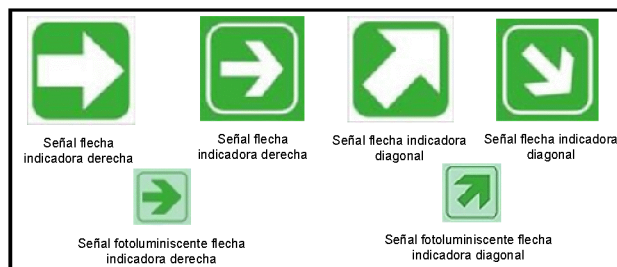 Señal flecha
indicadora derecha
Señal flecha
indicadora derecha
Señal flecha indicadora
diagonal
Señal flecha indicadora
diagonal
Señal fotoluminiscente flecha
indicadora derecha
Señal fotoluminiscente flecha
indicadora diagonal